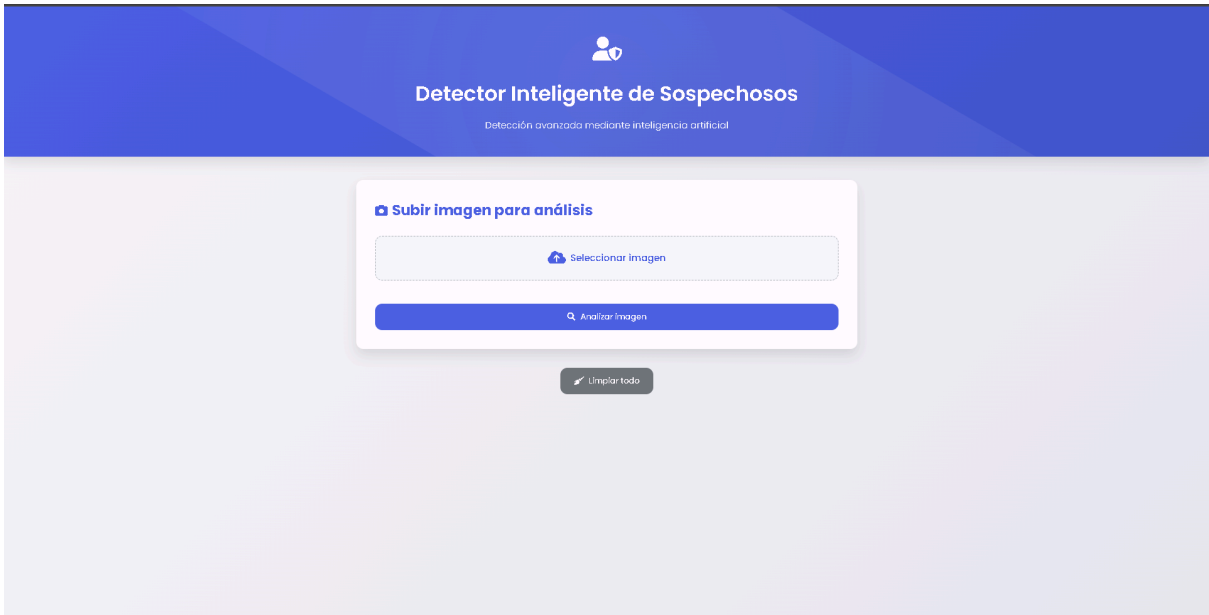 Detector Inteligente de Sospechosos
Detección avanzada mediante inteligencia artificial
Subir imagen para análisis
Seleccionar imagen
Analizar imagen
Limpiar todo